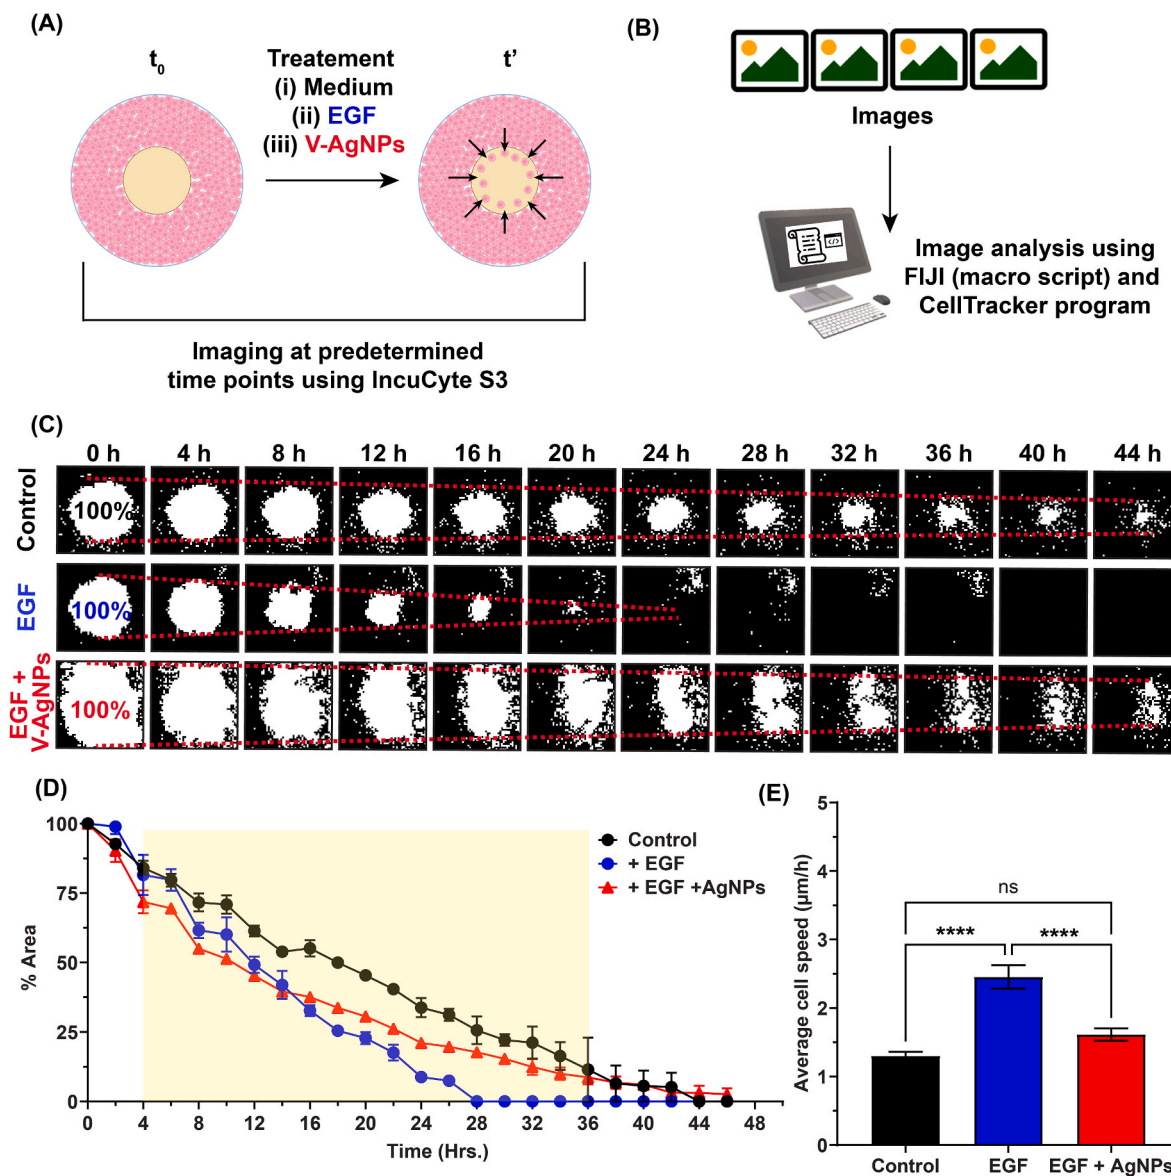 (A)
t0
Treatement
(i) Medium
(ii) EGF
(iii) V-AgNPs
t’
Imaging at predetermined
time points using IncuCyte S3
(B)
Images
Image analysis using
FIJI (macro script) and
CellTracker program
(C)
0 h 4 h 8 h 12 h 16 h 20 h 24 h 28 h 32 h 36 h 40 h 44 h
Control
100%
EGF
100%
EGF +
V-AgNPs
100%
(D)
% Area
100
75
50
25
0
0 4 8 12 16 20 24 28 32 36 40 44 48
Time (Hrs.)
Control
+ EGF
+ EGF +AgNPs
(E)
Average cell speed (μm/h)
5
4
3
2
1
0
ns
**** ****
Control EGF EGF + AgNPs